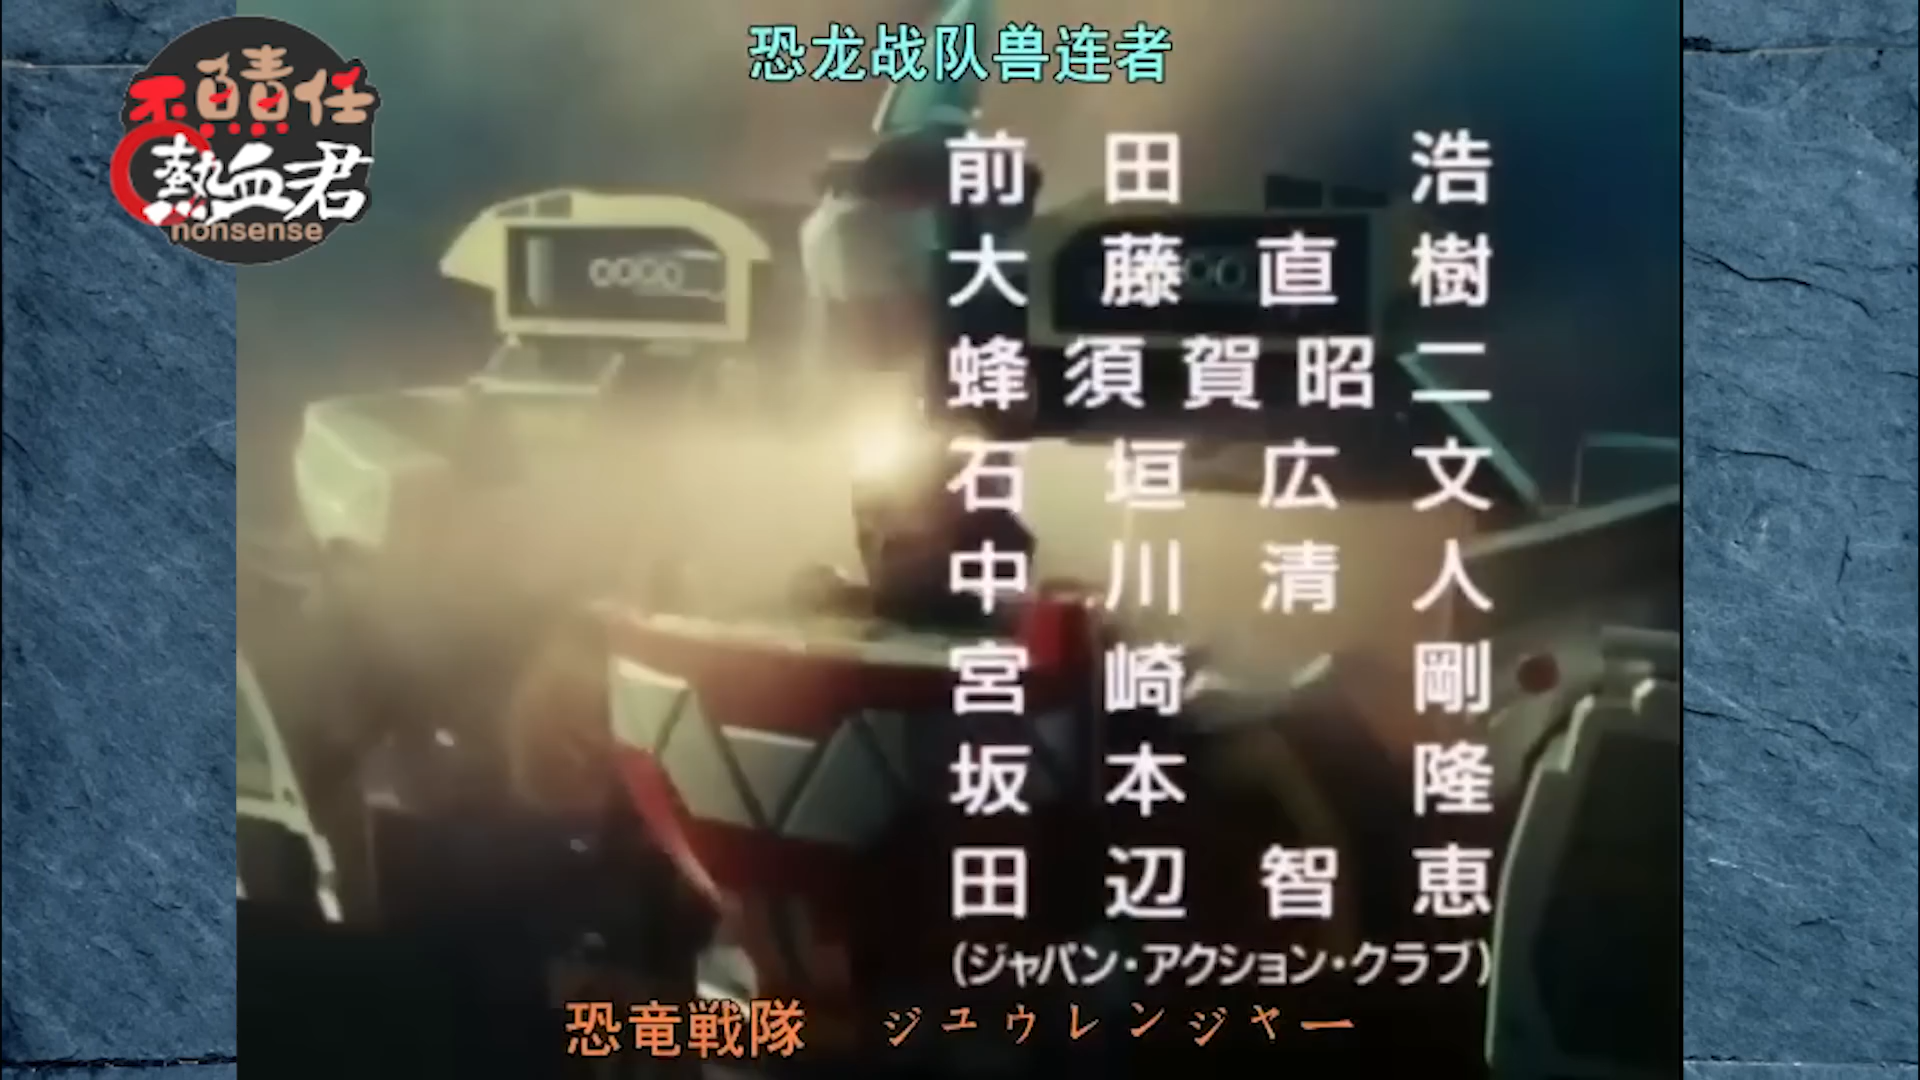 恐龙战队兽连者
不負責任
熱血君
nonsense
前田 浩
大藤直樹
蜂須賀昭二
石垣広文
中川清人
宮崎 剛
坂本 隆
田辺智恵
(ジャパン・アクション・クラブ)
恐竜戦隊 ジユゥレンジャー